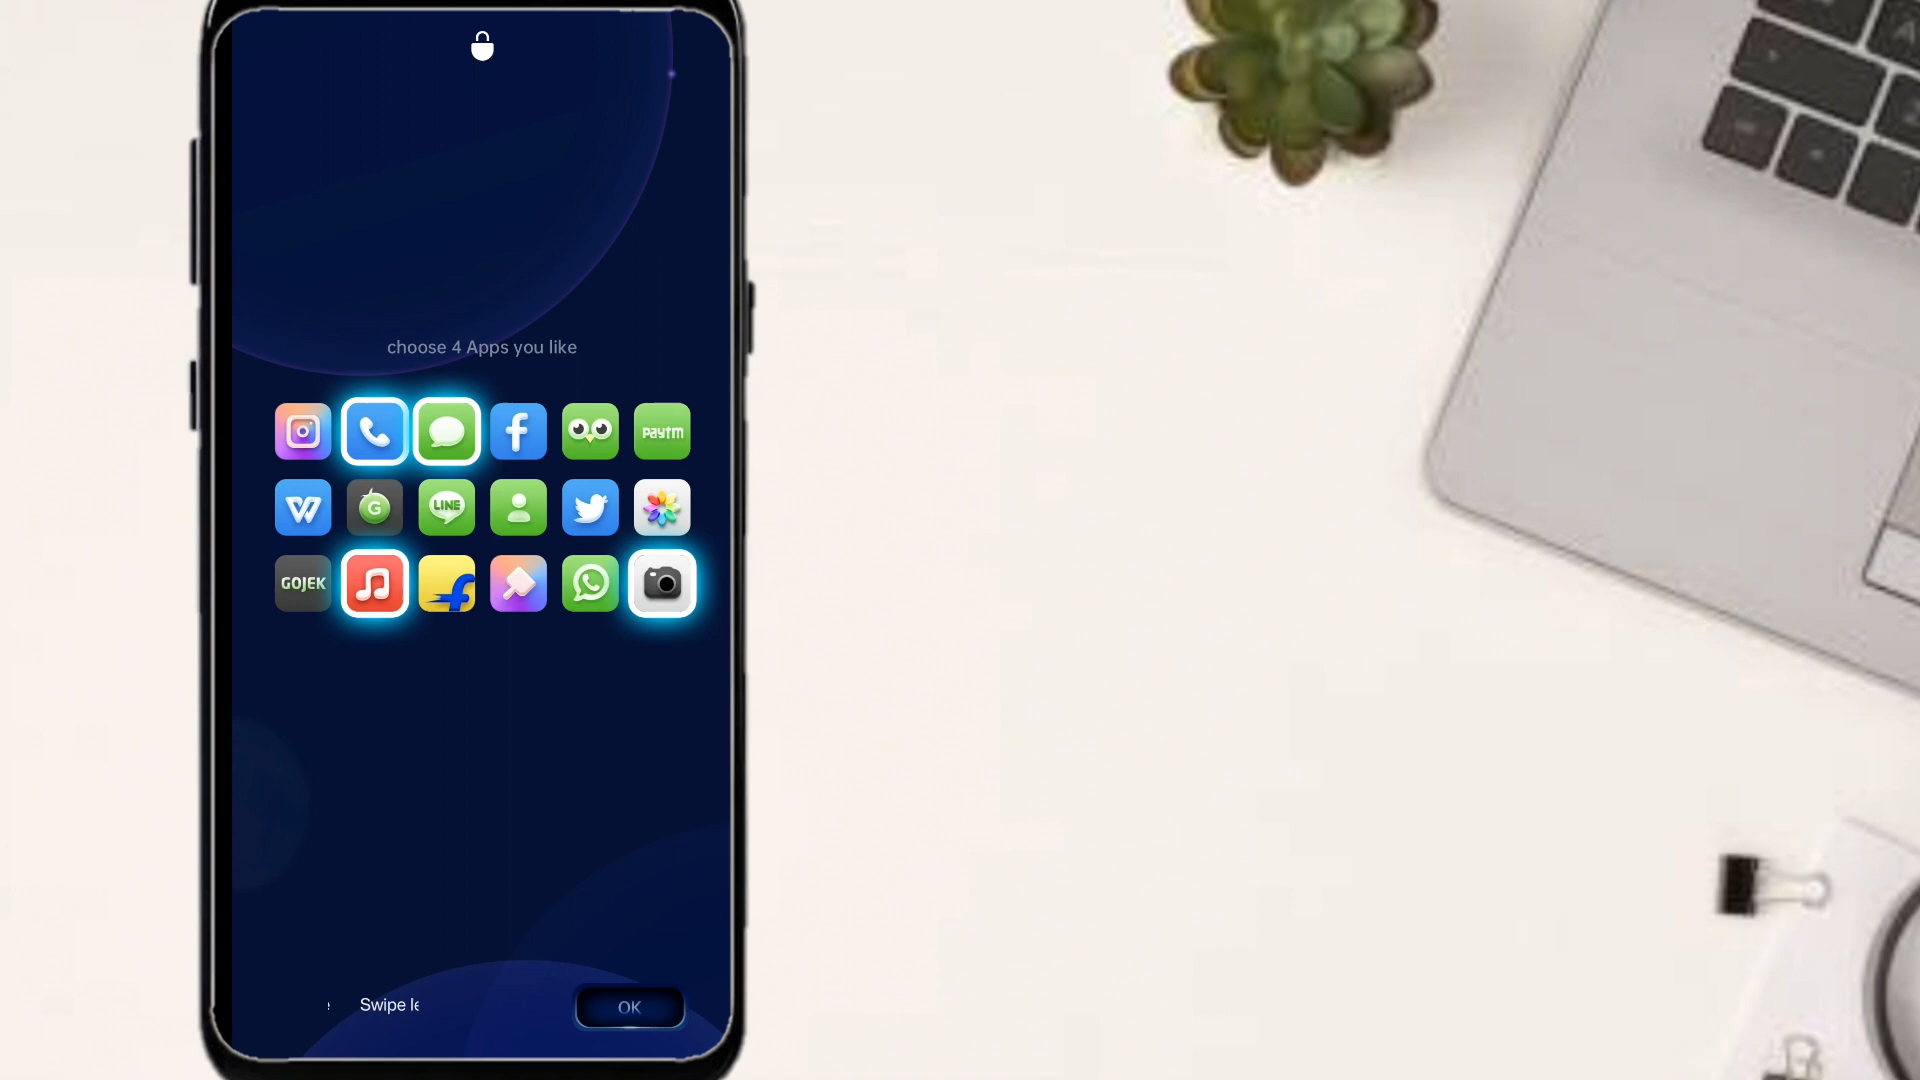 choose 4 Apps you like
paytm
G
LINE
GOJEK
Swipe le
OK